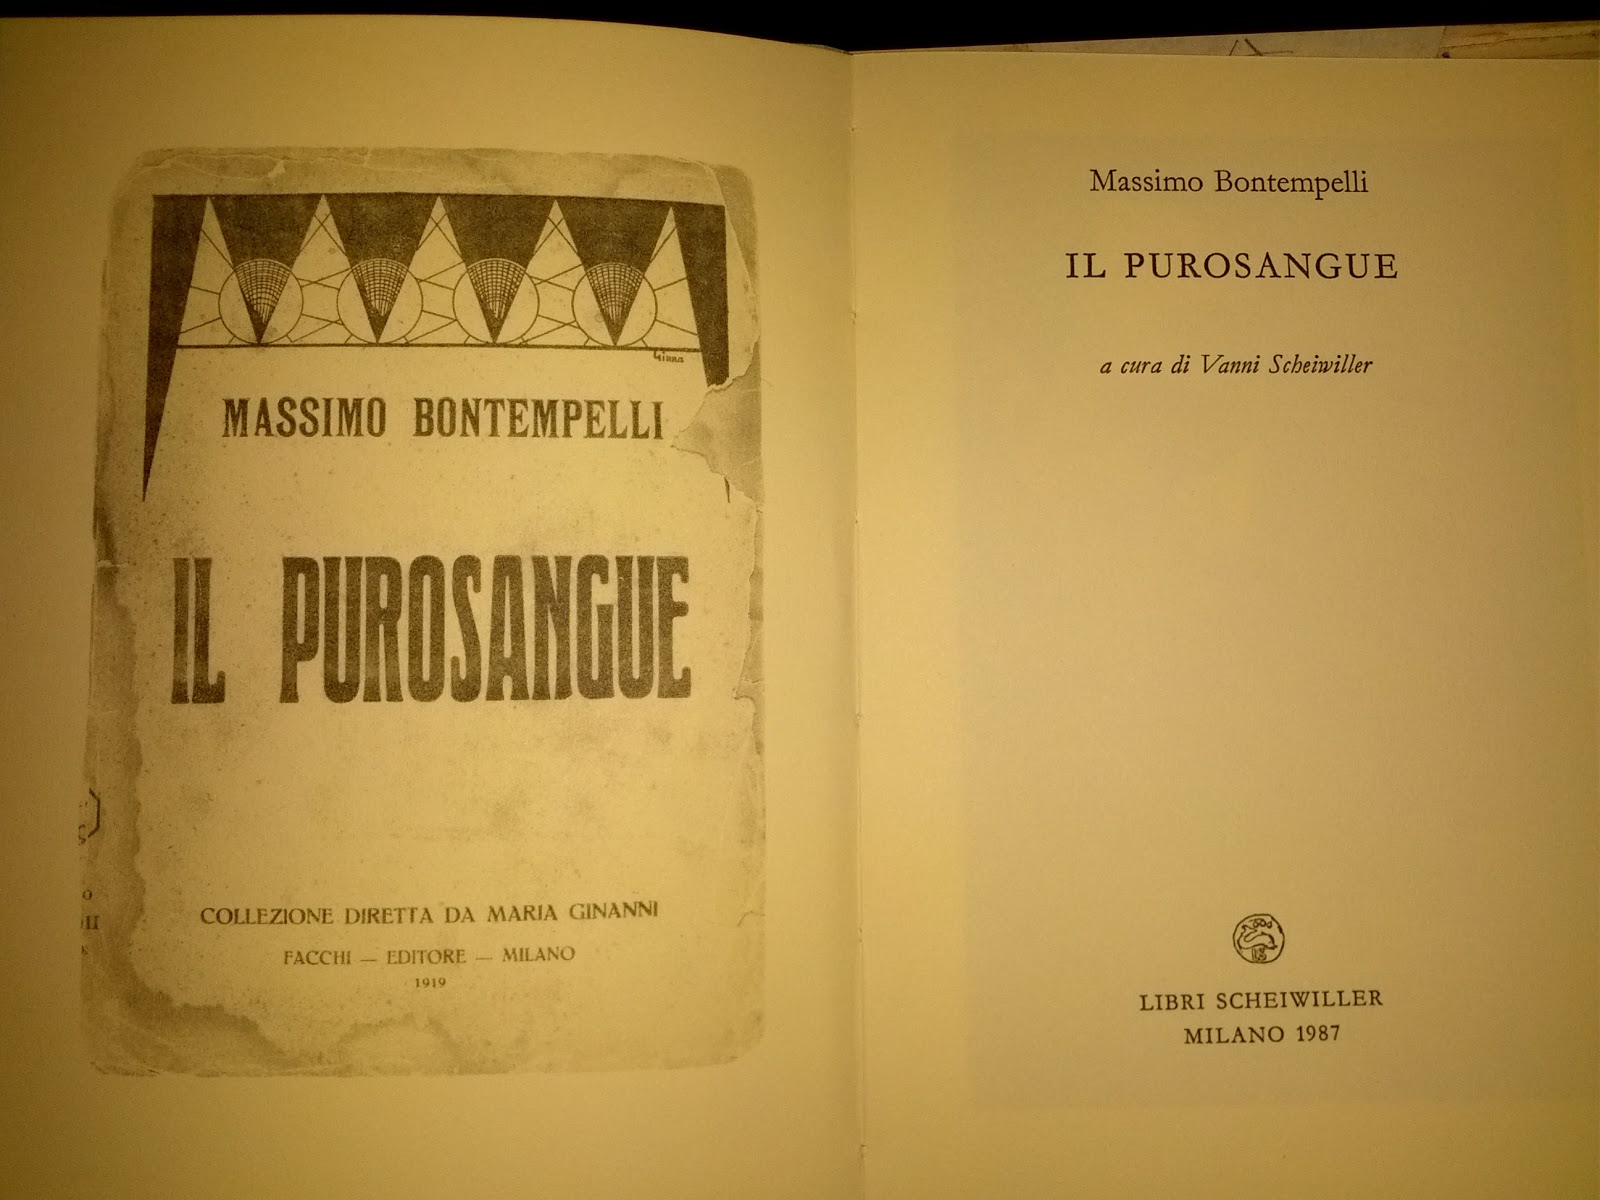 Ginna
MASSIMO BONTEMPELLI
IL PUROSANGUE
COLLEZIONE DIRETTA DA MARIA GINANNI
FACCHI — EDITORE — MILANO
1919
Massimo Bontempelli
IL PUROSANGUE
a cura di Vanni Scheiwiller
LIBRI SCHEIWILLER
MILANO 1987